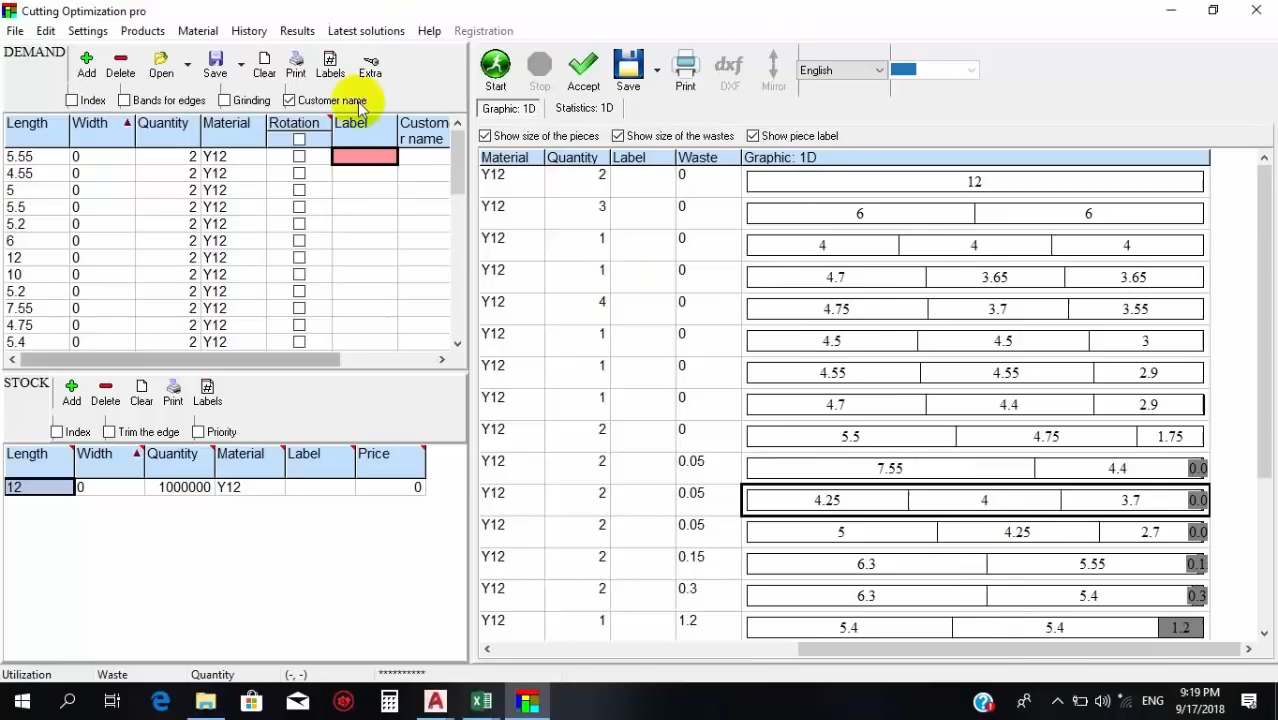 Cutting Optimization pro
File Edit Settings Products Material History Results Latest solutions Help Registration
DEMAND
Add Delete Open Save Clear Print Labels Extra
Index Bands for edges Grinding Customer name
Length Width Quantity Material Rotation Label Custom
r name
5.55 0 2 Y12
4.55 0 2 Y12
5 0 2 Y12
5.5 0 2 Y12
5.2 0 2 Y12
6 0 2 Y12
12 0 2 Y12
10 0 2 Y12
5.2 0 2 Y12
7.55 0 2 Y12
4.75 0 2 Y12
5.4 0 2 Y12
STOCK
Add Delete Clear Print Labels
Index Trim the edge Priority
Length Width Quantity Material Label Price
12 0 1000000 Y12 0
Start Stop Accept Save Print DXF Mirror
dxf
English
Graphic: 1D Statistics: 1D
Show size of the pieces Show size of the wastes Show piece label
Material Quantity Label Waste Graphic: 1D
Y12 2 0 12
Y12 3 0 6 6
Y12 1 0 4 4 4
Y12 1 0 4.7 3.65 3.65
Y12 4 0 4.75 3.7 3.55
Y12 1 0 4.5 4.5 3
Y12 1 0 4.55 4.55 2.9
Y12 1 0 4.7 4.4 2.9
Y12 2 0 5.5 4.75 1.75
Y12 2 0.05 7.55 4.4 0.0
Y12 2 0.05 4.25 4 3.7 0.0
Y12 2 0.05 5 4.25 2.7 0.0
Y12 2 0.15 6.3 5.55 0.1
Y12 2 0.3 6.3 5.4 0.3
Y12 1 1.2 5.4 5.4 1.2
Utilization Waste Quantity (-, -) **********
ENG
9:19 PM
9/17/2018